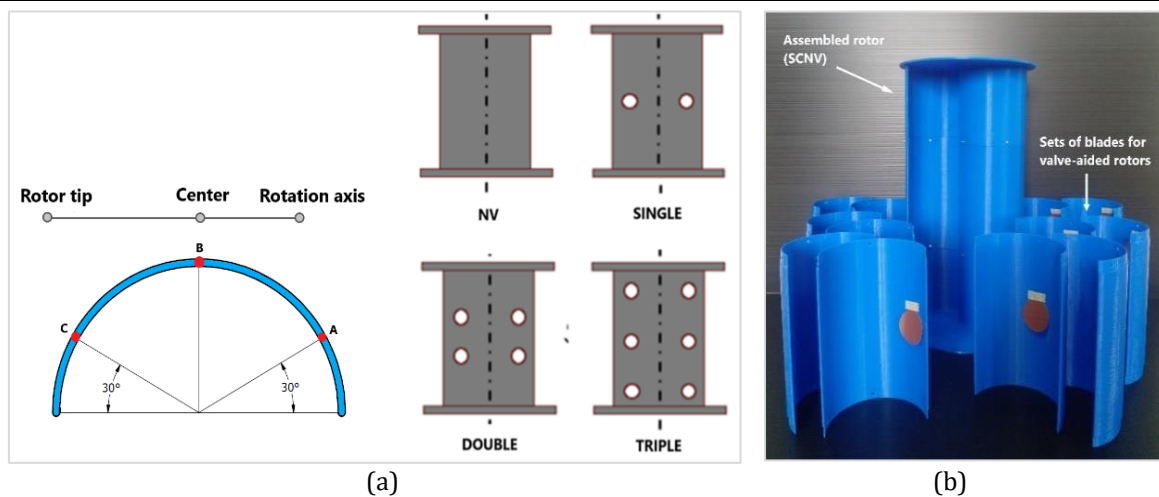 Rotor tip
Center
Rotation axis
B
C
A
30°
30°
NV
SINGLE
DOUBLE
TRIPLE
Assembled rotor
(SCNV)
Sets of blades for
valve-aided rotors
(a)
(b)